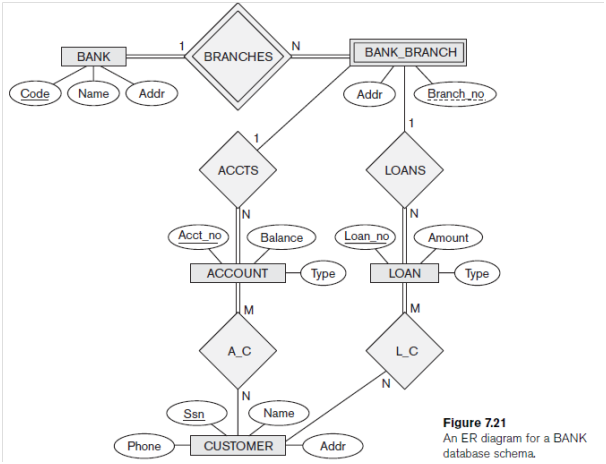 1
N
BANK
BRANCHES
BANK_BRANCH
Code
Name
Addr
Addr
Branch_no
1
1
ACCTS
LOANS
N
N
Acct_no
Balance
Loan_no
Amount
ACCOUNT
Type
LOAN
Type
M
M
A_C
L_C
N
N
Ssn
Name
Phone
CUSTOMER
Addr
Figure 7.21
An ER diagram for a BANK
database schema.